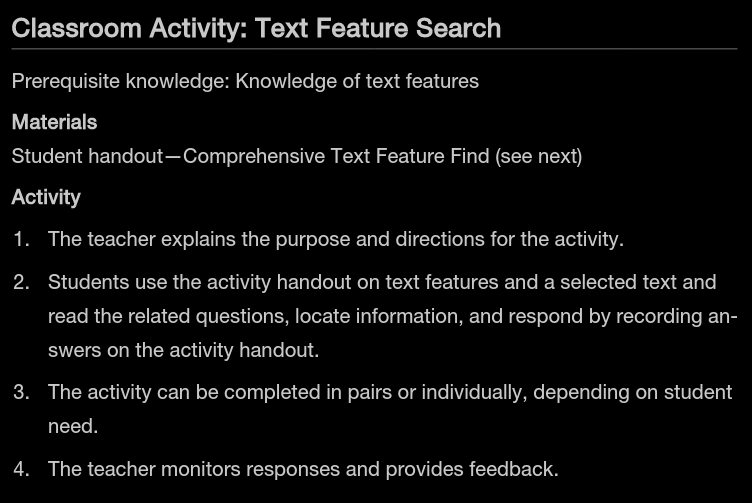 Classroom Activity: Text Feature Search
Prerequisite knowledge: Knowledge of text features
Materials
Student handout—Comprehensive Text Feature Find (see next)
Activity
1. The teacher explains the purpose and directions for the activity.
2. Students use the activity handout on text features and a selected text and
read the related questions, locate information, and respond by recording an-
swers on the activity handout.
3. The activity can be completed in pairs or individually, depending on student
need.
4. The teacher monitors responses and provides feedback.